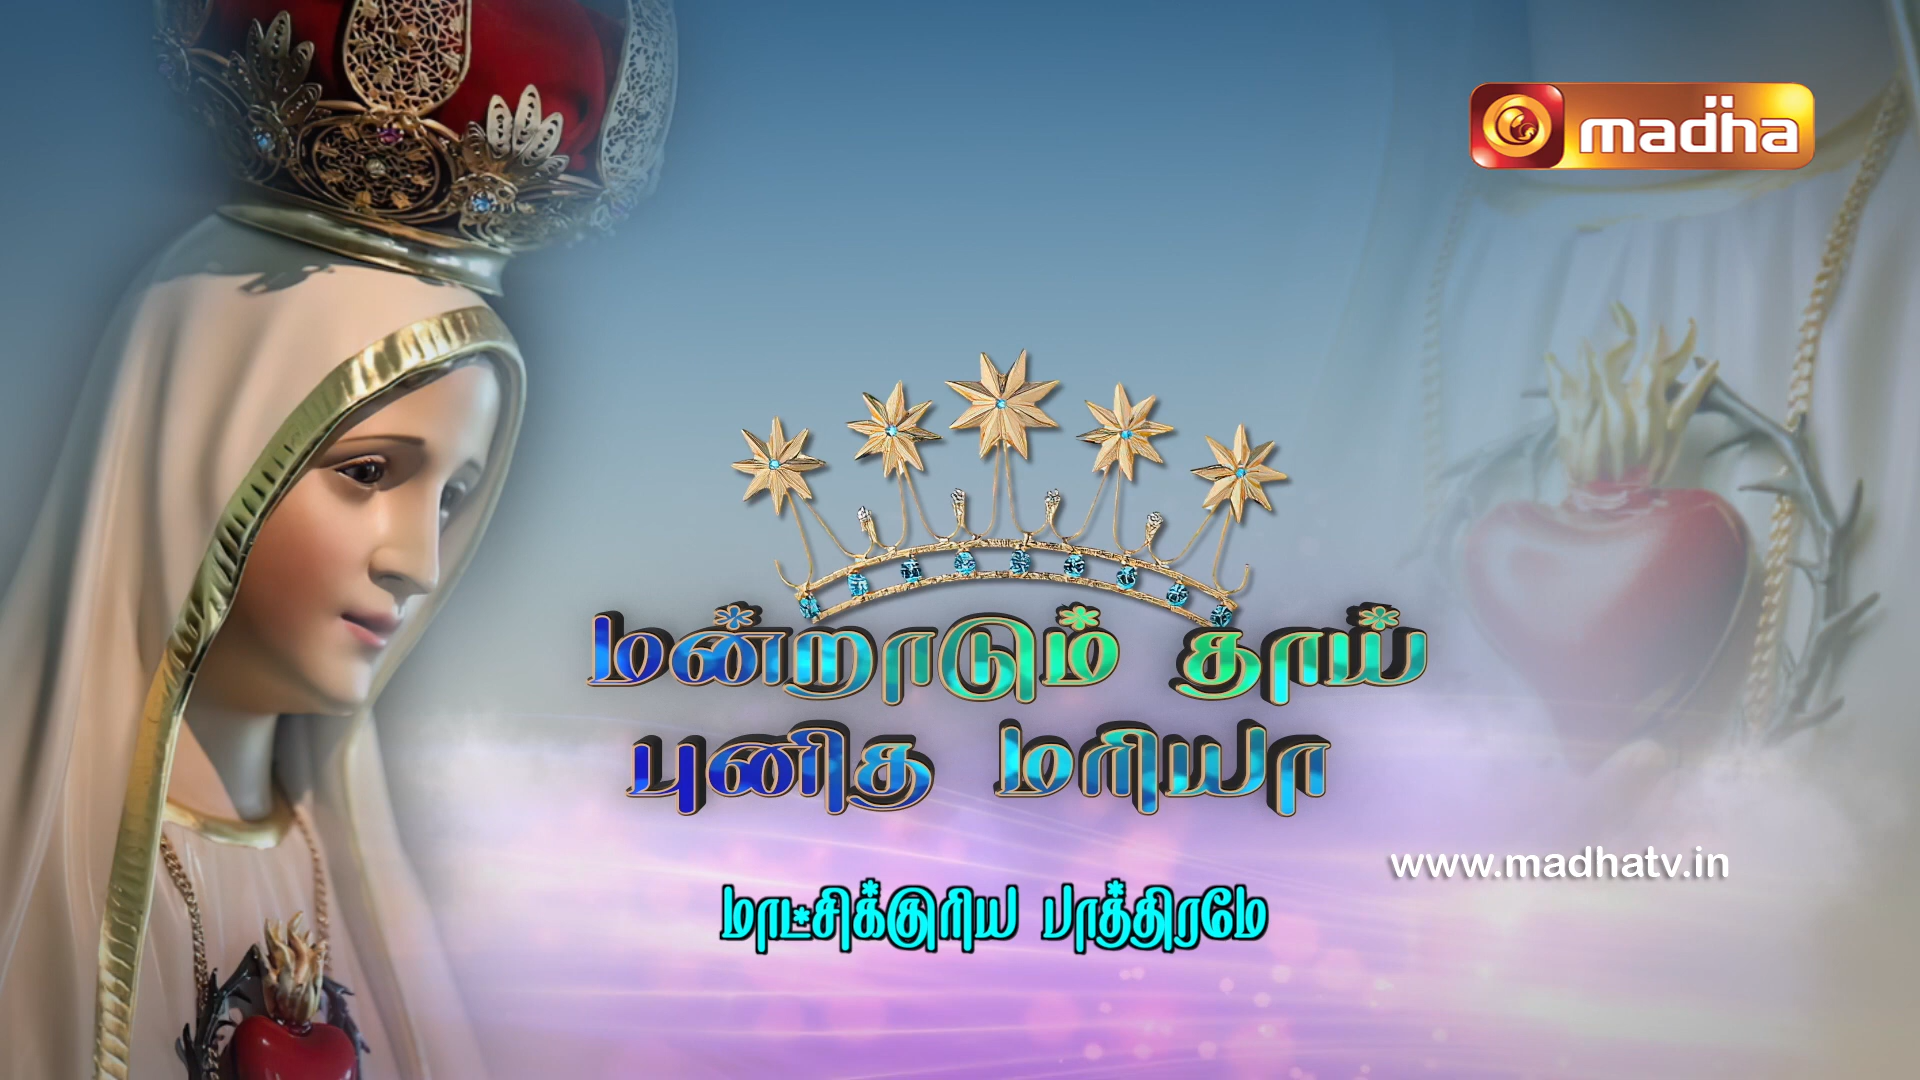 madha
மன்றாடும் தாய்
புனித மரியா
www.madhatv.in
மாட்சிக்குரிய பாத்திரமே